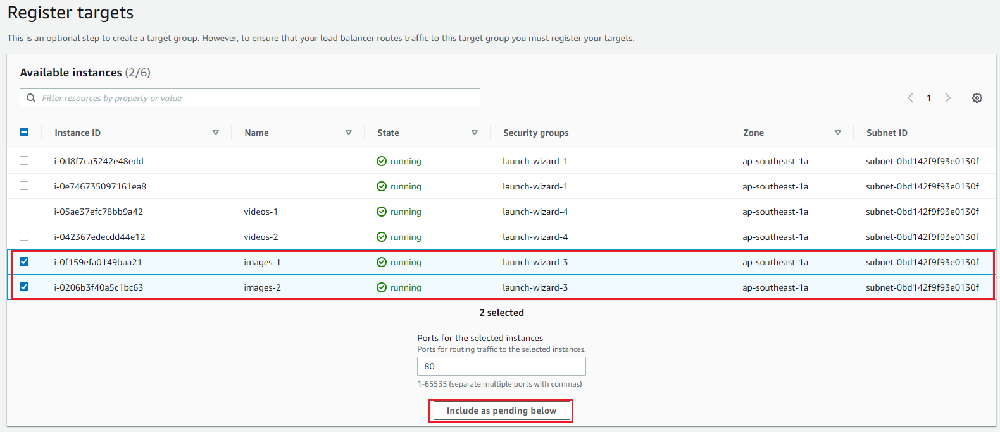 Register targets
This is an optional step to create a target group. However, to ensure that your load balancer routes traffic to this target group you must register your targets.
Available instances (2/6)
Filter resources by property or value
1
Instance ID Name State Security groups Zone Subnet ID
i-0d8f7ca3242e48edd running launch-wizard-1 ap-southeast-1a subnet-0bd142f9f93e0130f
i-0e746735097161ea8 running launch-wizard-1 ap-southeast-1a subnet-0bd142f9f93e0130f
i-05ae37efc78bb9a42 videos-1 running launch-wizard-4 ap-southeast-1a subnet-0bd142f9f93e0130f
i-042367edecdd44e12 videos-2 running launch-wizard-4 ap-southeast-1a subnet-0bd142f9f93e0130f
i-0f159efa0149baa21 images-1 running launch-wizard-3 ap-southeast-1a subnet-0bd142f9f93e0130f
i-0206b3f40a5c1bc63 images-2 running launch-wizard-3 ap-southeast-1a subnet-0bd142f9f93e0130f
2 selected
Ports for the selected instances
Ports for routing traffic to the selected instances.
80
1-65535 (separate multiple ports with commas)
Include as pending below